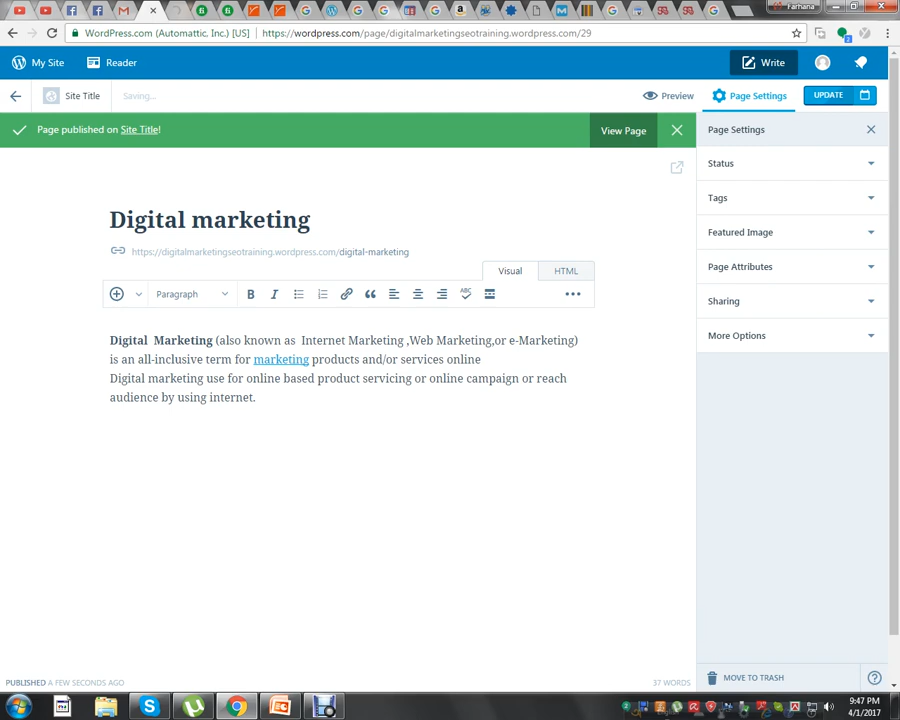 Farhana
WordPress.com (Automattic, Inc.) [US] https://wordpress.com/page/digitalmarketingseotraining.wordpress.com/29
My Site Reader Write
Site Title Saving... Preview Page Settings UPDATE
Page published on Site Title! View Page
Page Settings
Status
Tags
Featured Image
Page Attributes
Sharing
More Options
Digital marketing
https://digitalmarketingseotraining.wordpress.com/digital-marketing
Visual HTML
Paragraph B I ABC
Digital Marketing (also known as Internet Marketing ,Web Marketing,or e-Marketing)
is an all-inclusive term for marketing products and/or services online
Digital marketing use for online based product servicing or online campaign or reach
audience by using internet.
PUBLISHED A FEW SECONDS AGO 37 WORDS
MOVE TO TRASH
9:47 PM
4/1/2017